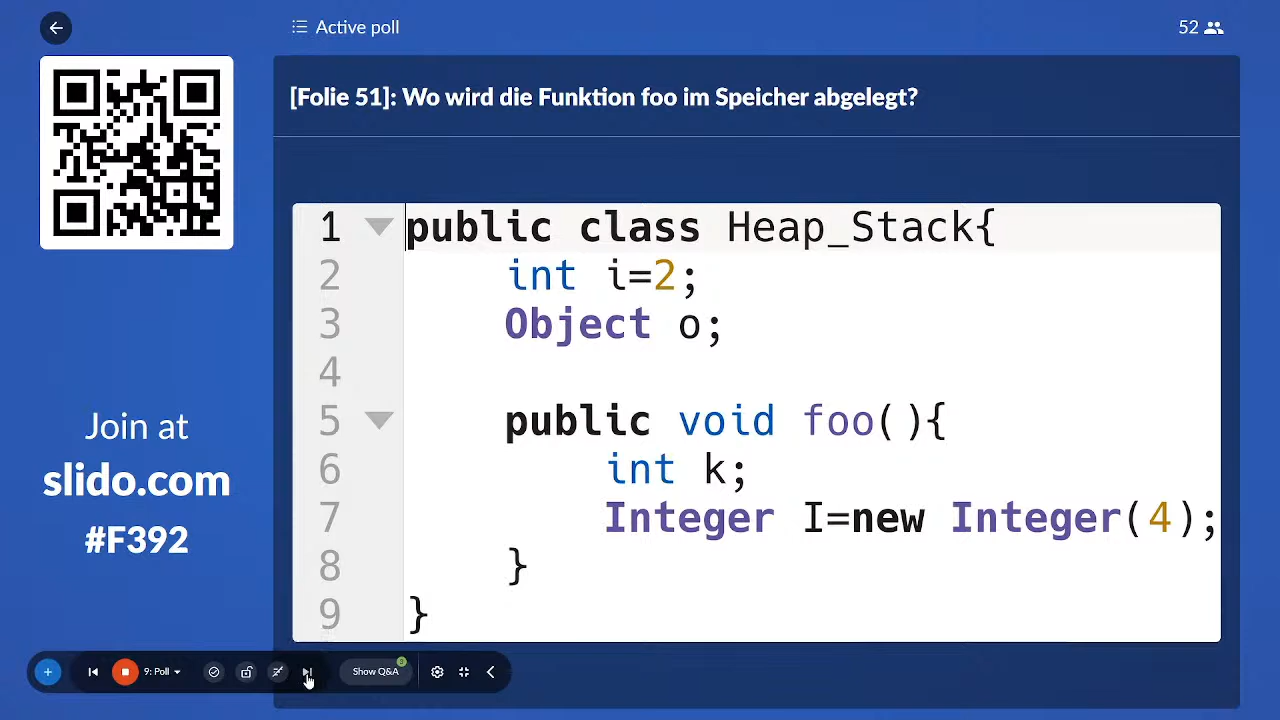 Active poll
52
[Folie 51]: Wo wird die Funktion foo im Speicher abgelegt?
1 public class Heap_Stack{
2 int i=2;
3 Object o;
4
5 public void foo(){
6 int k;
7 Integer I=new Integer(4);
8 }
9 }
Join at
slido.com
#F392
9: Poll
Show Q&A